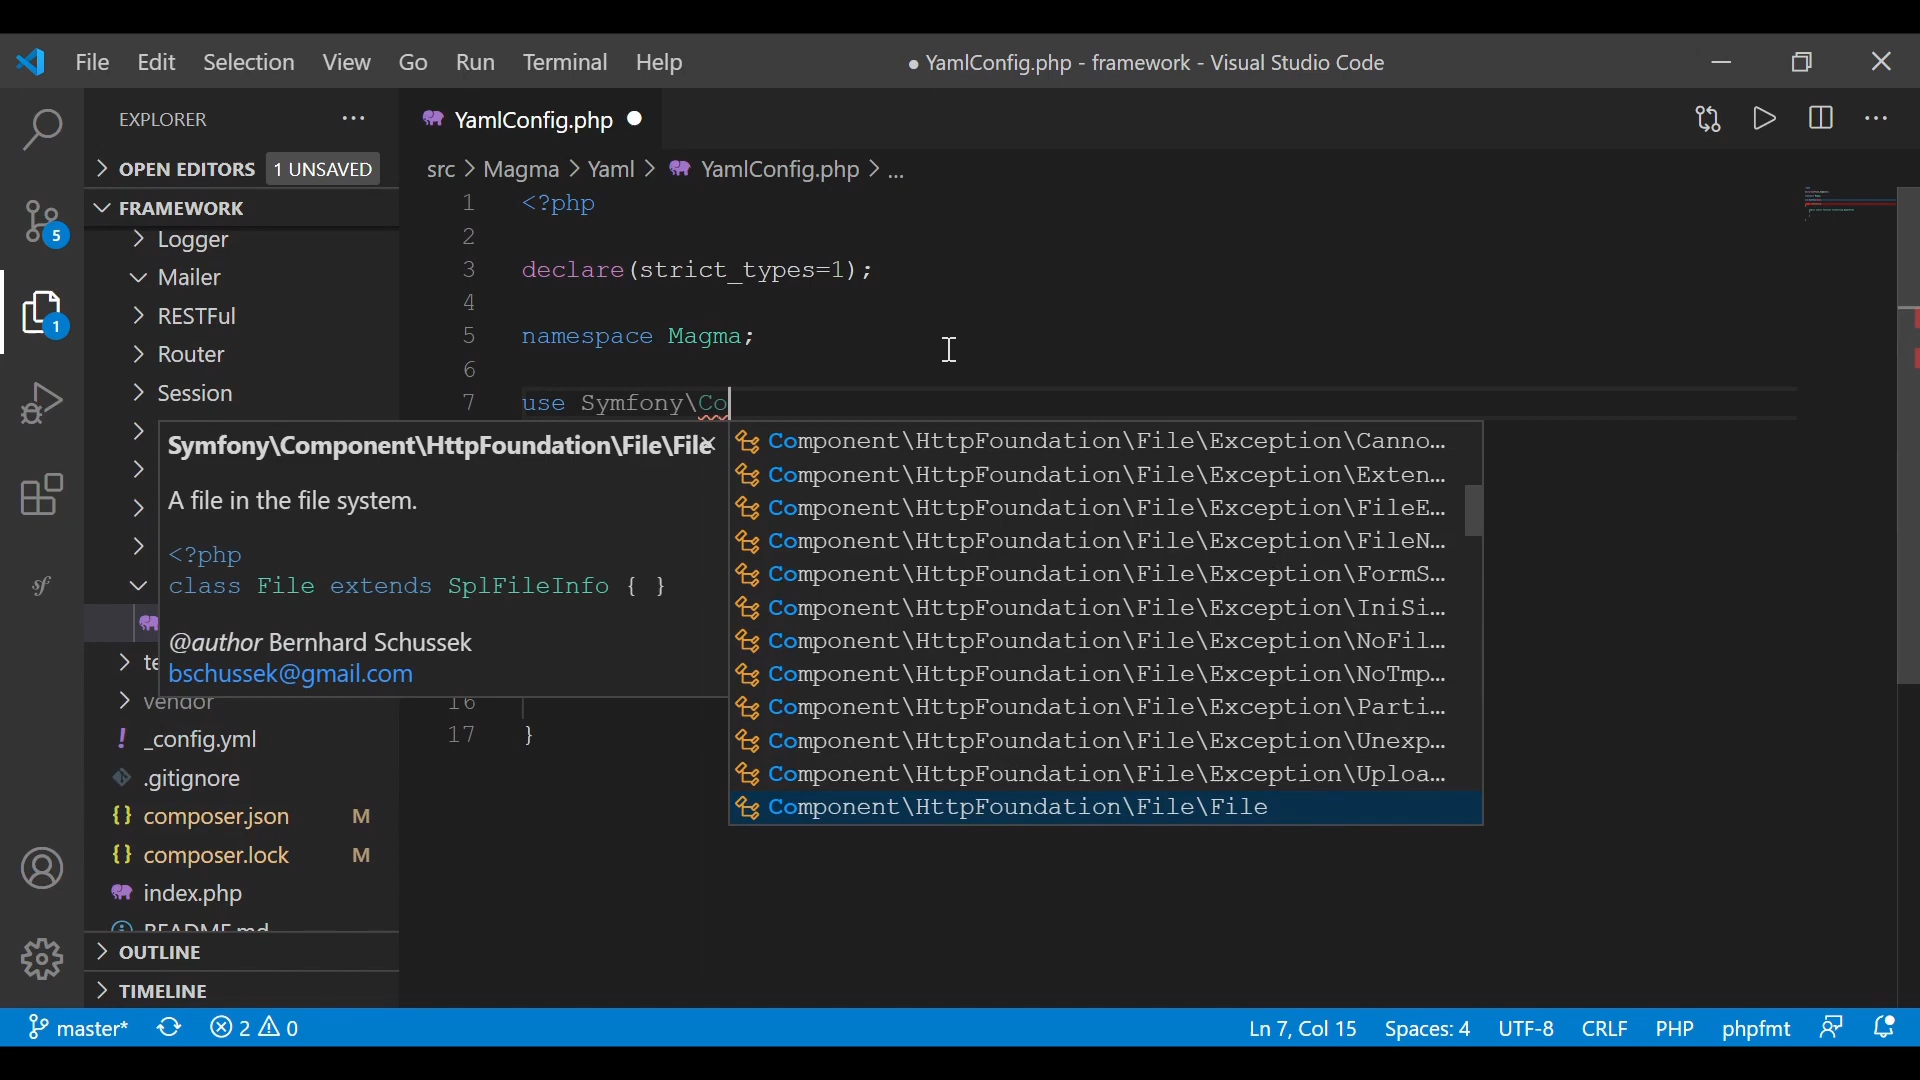 File Edit Selection View Go Run Terminal Help
● YamlConfig.php - framework - Visual Studio Code
EXPLORER
OPEN EDITORS 1 UNSAVED
FRAMEWORK
Logger
Mailer
RESTFul
Router
Session
vendor
_config.yml
.gitignore
composer.json M
composer.lock M
index.php
README.md
OUTLINE
TIMELINE
5
1
YamlConfig.php
src > Magma > Yaml > YamlConfig.php > ...
1 <?php
2
3 declare(strict_types=1);
4
5 namespace Magma;
6
7 use Symfony\Co
16
17 }
Symfony\Component\HttpFoundation\File\File
A file in the file system.
<?php
class File extends SplFileInfo { }
@author Bernhard Schussek
bschussek@gmail.com
Component\HttpFoundation\File\Exception\Canno...
Component\HttpFoundation\File\Exception\Exten...
Component\HttpFoundation\File\Exception\FileE...
Component\HttpFoundation\File\Exception\FileN...
Component\HttpFoundation\File\Exception\FormS...
Component\HttpFoundation\File\Exception\IniSi...
Component\HttpFoundation\File\Exception\NoFil...
Component\HttpFoundation\File\Exception\NoTmp...
Component\HttpFoundation\File\Exception\Parti...
Component\HttpFoundation\File\Exception\Unexp...
Component\HttpFoundation\File\Exception\Uploa...
Component\HttpFoundation\File\File
master* 2 0
Ln 7, Col 15 Spaces: 4 UTF-8 CRLF PHP phpfmt